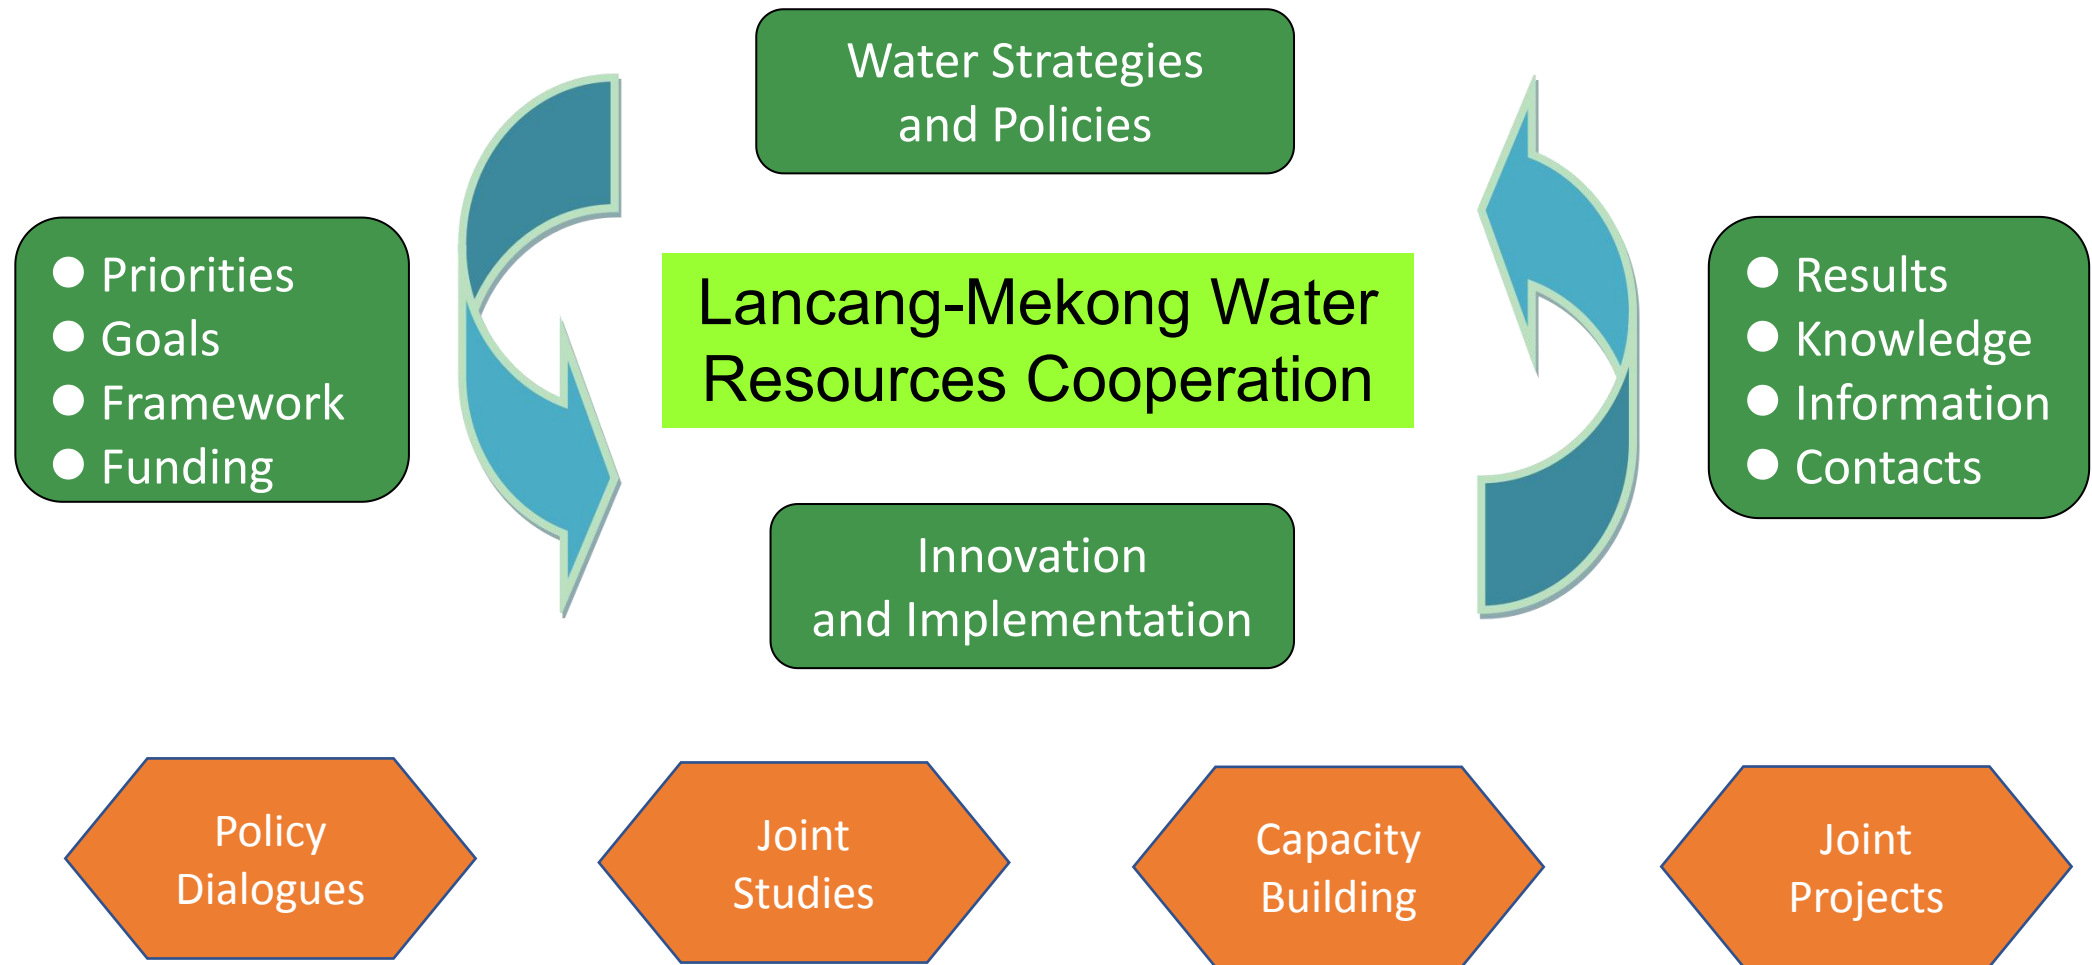 Water Strategies
and Policies
● Priorities
● Goals
● Framework
● Funding
Lancang-Mekong Water
Resources Cooperation
● Results
● Knowledge
● Information
● Contacts
Innovation
and Implementation
Policy
Dialogues
Joint
Studies
Capacity
Building
Joint
Projects